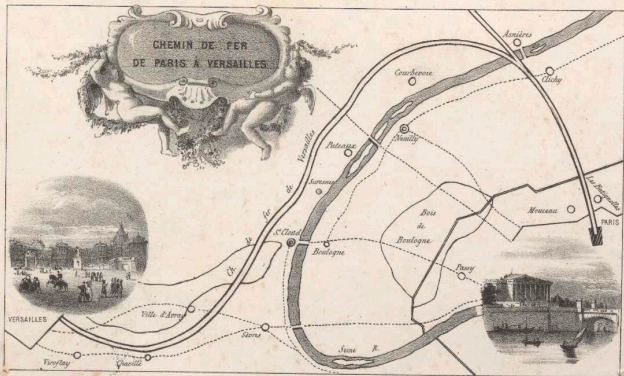 CHEMIN DE FER
DE PARIS À VERSAILLES
Asnières
Clichy
Courbevoie
Neuilly
Puteaux
Suresnes
Ch. de fer de Versailles
Les Batignolles
Monceau
PARIS
Bois
de
Boulogne
St. Cloud
Boulogne
Passy
Ville d'Avray
VERSAILLES
Sèvres
Viroflay
Chaville
Seine R.